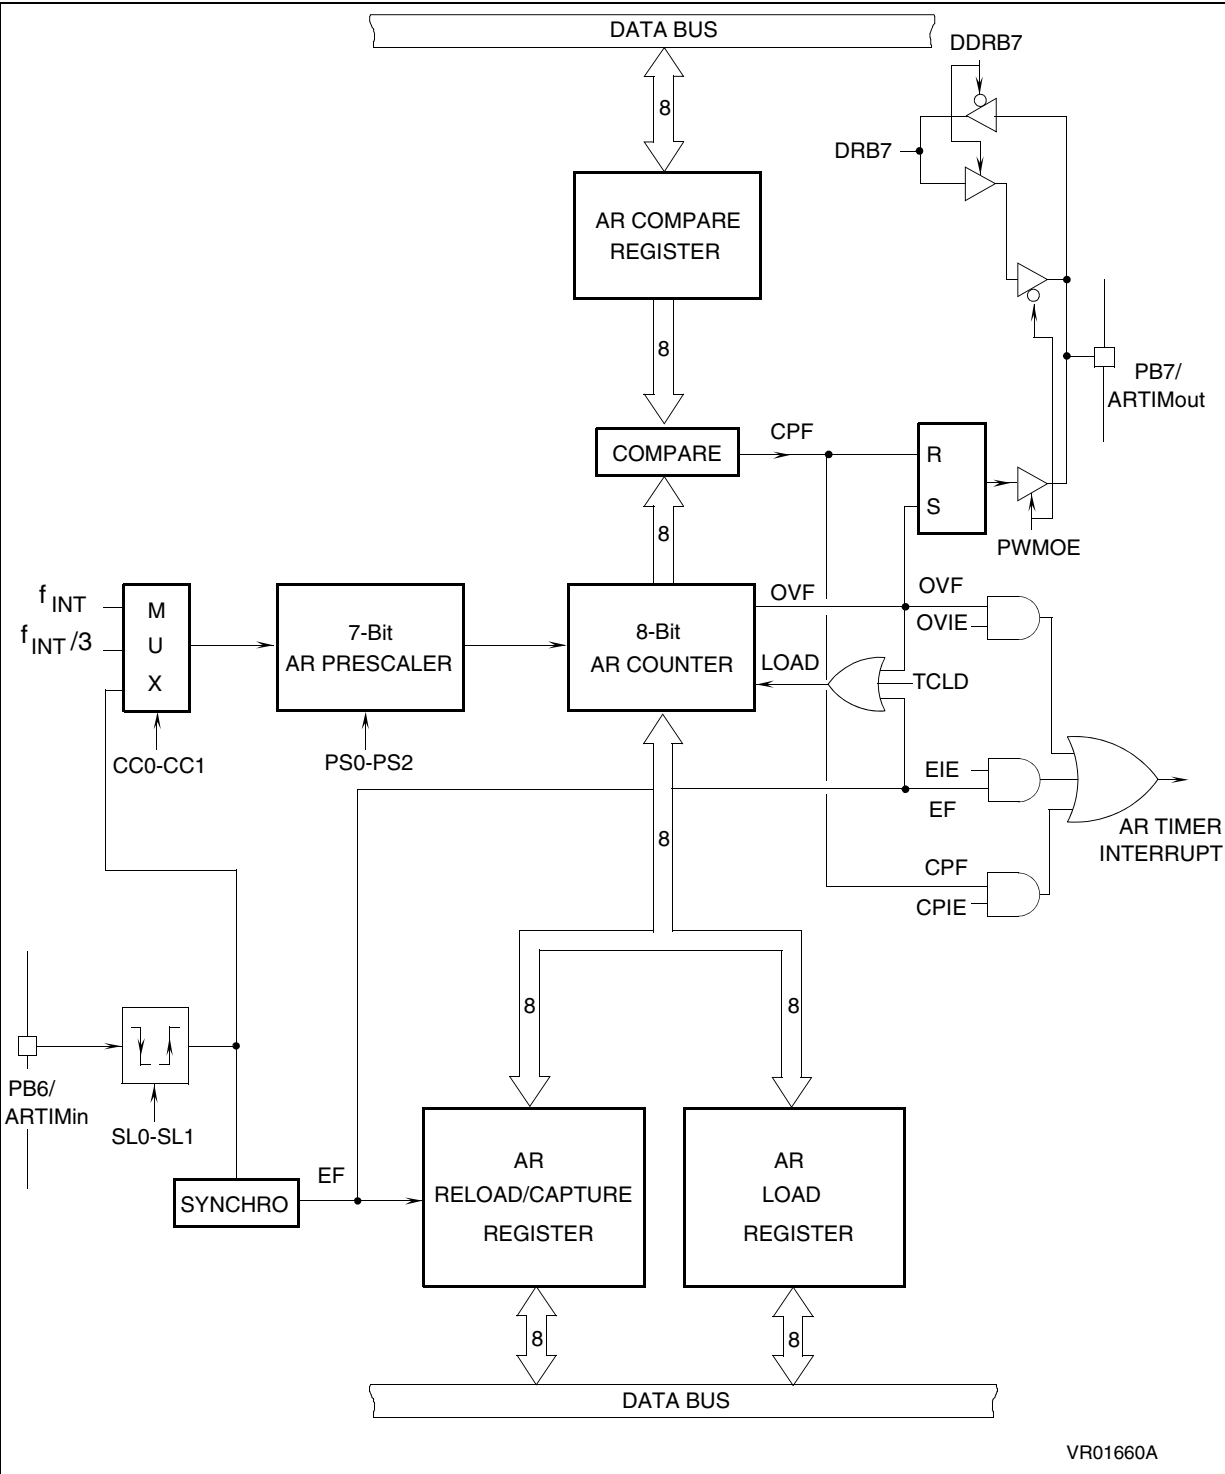 DATA BUS
DDRB7
8
DRB7
AR COMPARE
REGISTER
8
PB7/
ARTIMout
CPF
COMPARE
R
S
8
PWMOE
f INT
f INT /3
M
U
X
7-Bit
AR PRESCALER
8-Bit
AR COUNTER
OVF
OVF
OVIE
LOAD
TCLD
CC0-CC1
PS0-PS2
EIE
EF
AR TIMER
INTERRUPT
8
CPF
CPIE
8
8
PB6/
ARTIMin
SL0-SL1
SYNCHRO
EF
AR
RELOAD/CAPTURE
REGISTER
AR
LOAD
REGISTER
8
8
DATA BUS
VR01660A